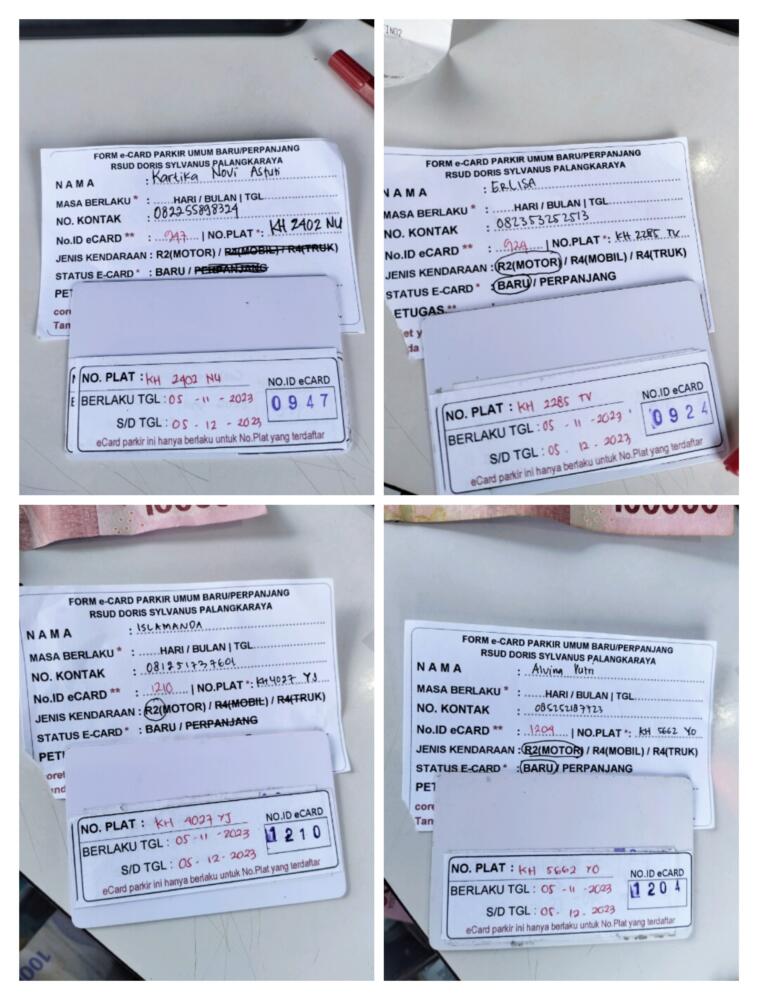 FORM e-CARD PARKIR UMUM BARU/PERPANJANG
RSUD DORIS SYLVANUS PALANGKARAYA
NAMA : Kartika Novi Astuti
MASA BERLAKU * : ...... HARI / BULAN | TGL
NO. KONTAK : 082255898324
No.ID eCARD ** : 947 | NO.PLAT *: KH 2402 NU
JENIS KENDARAAN : R2(MOTOR) / R4(MOBIL) / R4(TRUK)
STATUS E-CARD * : BARU / PERPANJANG
PET
coret
Tan
NO. PLAT : KH 2402 NU
BERLAKU TGL : 05 - 11 - 2023
S/D TGL : 05 - 12 - 2023
NO.ID eCARD
0947
eCard parkir ini hanya berlaku untuk No.Plat yang terdaftar
FORM e-CARD PARKIR UMUM BARU/PERPANJANG
RSUD DORIS SYLVANUS PALANGKARAYA
NAMA : ERLISA
MASA BERLAKU * : ...... HARI / BULAN | TGL
NO. KONTAK : 082353252513
No.ID eCARD ** : 924 | NO.PLAT *: KH 2285 TV
JENIS KENDARAAN : R2(MOTOR) / R4(MOBIL) / R4(TRUK)
STATUS E-CARD * : BARU / PERPANJANG
ETUGAS **
et y
da
NO. PLAT : KH 2285 TV
BERLAKU TGL : 05 - 11 - 2023
S/D TGL : 05 - 12 - 2023
NO.ID eCARD
0924
eCard parkir ini hanya berlaku untuk No.Plat yang terdaftar
100000
FORM e-CARD PARKIR UMUM BARU/PERPANJANG
RSUD DORIS SYLVANUS PALANGKARAYA
NAMA : ISLAMANDA
MASA BERLAKU * : ...... HARI / BULAN | TGL
NO. KONTAK : 081251737601
No.ID eCARD ** : 1210 | NO.PLAT *: KH 4027 YJ
JENIS KENDARAAN : R2(MOTOR) / R4(MOBIL) / R4(TRUK)
STATUS E-CARD * : BARU / PERPANJANG
PET
NO. PLAT : KH 4027 YJ
BERLAKU TGL : 05 - 11 - 2023
S/D TGL : 05 - 12 - 2023
NO.ID eCARD
1210
eCard parkir ini hanya berlaku untuk No.Plat yang terdaftar
100000
FORM e-CARD PARKIR UMUM BARU/PERPANJANG
RSUD DORIS SYLVANUS PALANGKARAYA
NAMA : Alvina Putri
MASA BERLAKU * : ...... HARI / BULAN | TGL
NO. KONTAK
No.ID eCARD ** : 1204 | NO.PLAT *: KH 5662 YO
JENIS KENDARAAN : R2(MOTOR) / R4(MOBIL) / R4(TRUK)
STATUS E-CARD * : BARU / PERPANJANG
PET
core
Tan
NO. PLAT : KH 5662 YO
BERLAKU TGL : 05 - 11 - 2023
S/D TGL : 05 - 12 - 2023
NO.ID eCARD
1204
eCard parkir ini hanya berlaku untuk No.Plat yang terdaftar